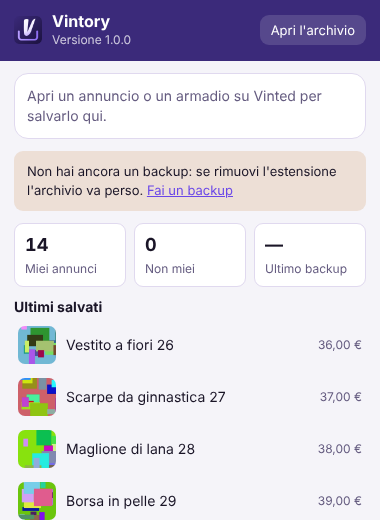 Vintory
Versione 1.0.0
Apri l'archivio
Apri un annuncio o un armadio su Vinted per
salvarlo qui.
Non hai ancora un backup: se rimuovi l'estensione
l'archivio va perso. Fai un backup
14
Miei annunci
0
Non miei
—
Ultimo backup
Ultimi salvati
Vestito a fiori 26
36,00 €
Scarpe da ginnastica 27
37,00 €
Maglione di lana 28
38,00 €
Borsa in pelle 29
39,00 €